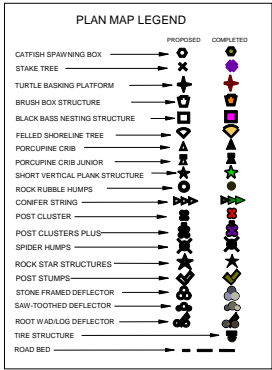 PLAN MAP LEGEND
PROPOSED COMPLETED
CATFISH SPAWNING BOX
STAKE TREE
TURTLE BASKING PLATFORM
BRUSH BOX STRUCTURE
BLACK BASS NESTING STRUCTURE
FELLED SHORELINE TREE
PORCUPINE CRIB
PORCUPINE CRIB JUNIOR
SHORT VERTICAL PLANK STRUCTURE
ROCK RUBBLE HUMPS
CONIFER STRING
POST CLUSTER
POST CLUSTERS PLUS
SPIDER HUMPS
ROCK STAR STRUCTURES
POST STUMPS
STONE FRAMED DEFLECTOR
SAW-TOOTHED DEFLECTOR
ROOT WAD/LOG DEFLECTOR
TIRE STRUCTURE
ROAD BED